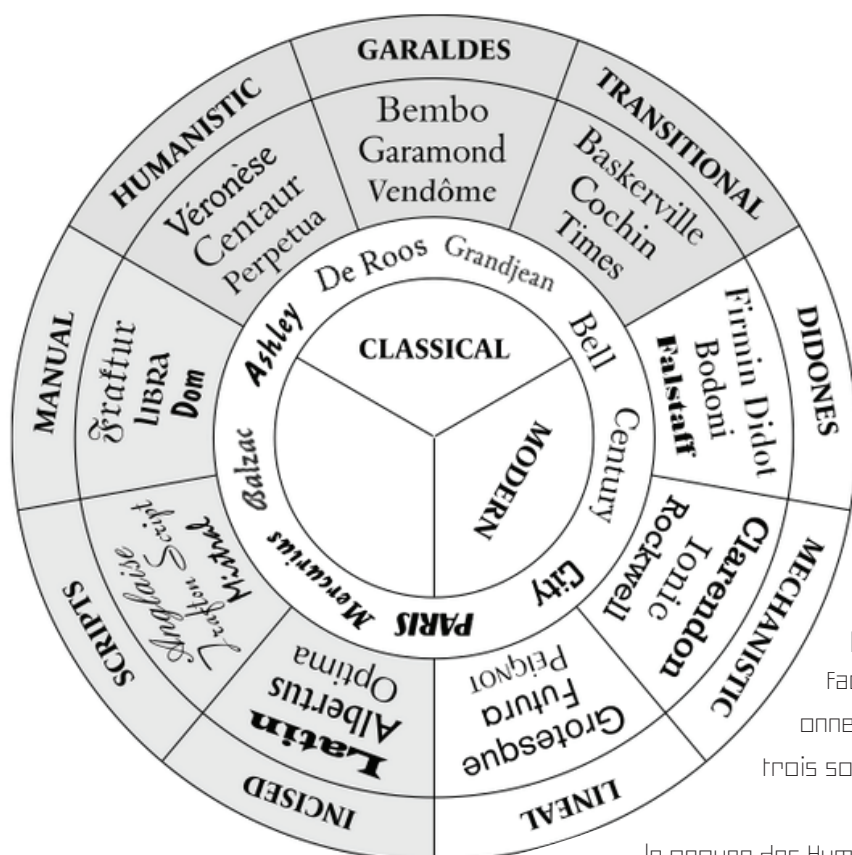 GARALDES
Bembo
Garamond
Vendôme
TRANSITIONAL
Baskerville
Cochin
Times
DIDONES
Firmin Didot
Bodoni
Falstaff
MECHANISTIC
Clarendon
Ionic
Rockwell
LINEAL
Grotesque
Futura
PEIGNOT
INCISED
Latin
Albertus
Optima
SCRIPTS
Anglaise
Trafton Script
Mistral
MANUAL
Fraktur
LIBRA
Dom
HUMANISTIC
Véronèse
Centaur
Perpetua
De Roos
Grandjean
Bell
Century
City
PARIS
Mercurius
Balzac
Ashley
CLASSICAL
MODERN
trois so